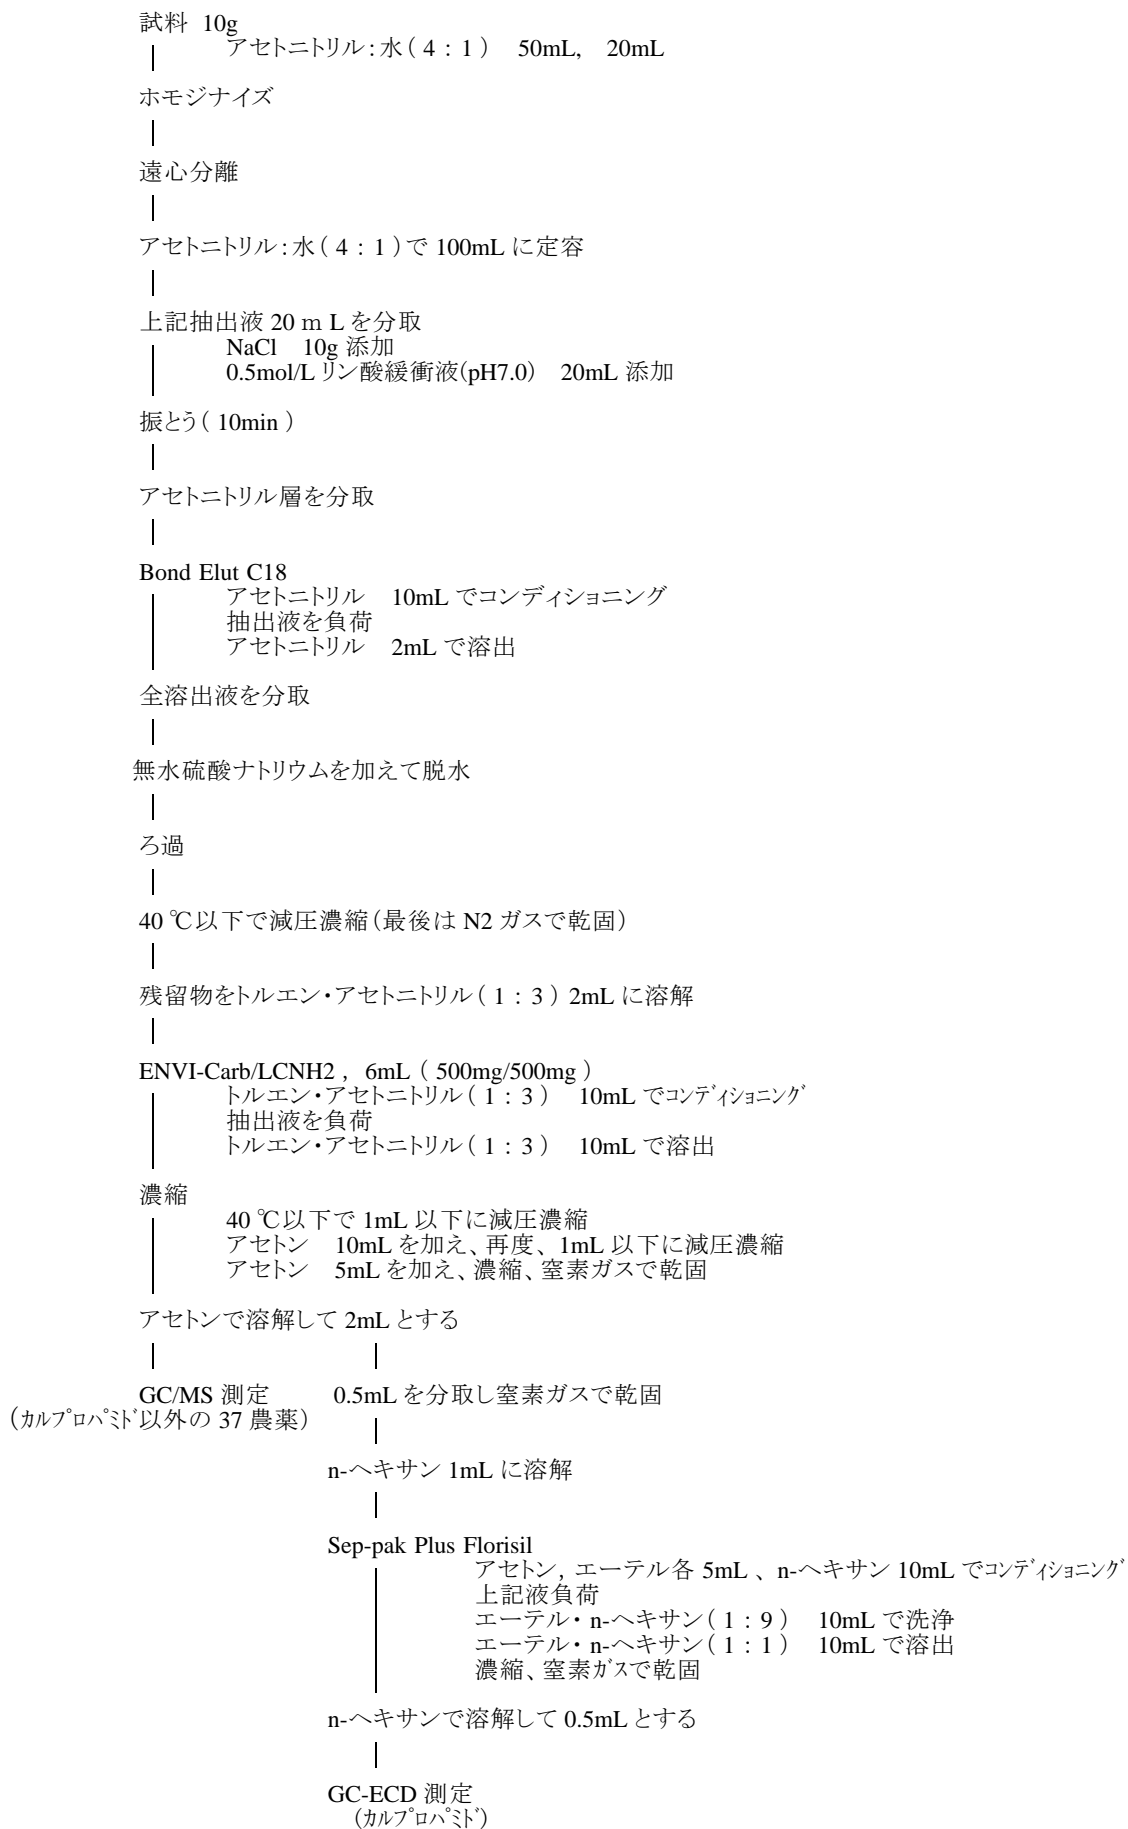 試料 10g
アセトニトリル：水（ 4 : 1 ） 50mL, 20mL
ホモジナイズ
遠心分離
アセトニトリル：水（ 4 : 1 ）で 100mL に定容
上記抽出液 20 ｍ L を分取
NaCl 10g 添加
0.5mol/L リン酸緩衝液(pH7.0) 20mL 添加
振とう（ 10min ）
アセトニトリル層を分取
Bond Elut C18
アセトニトリル 10mL でコンディショニング
抽出液を負荷
アセトニトリル 2mL で溶出
全溶出液を分取
無水硫酸ナトリウムを加えて脱水
ろ過
40 ℃以下で減圧濃縮（最後は N2 ガスで乾固）
残留物をトルエン・アセトニトリル（ 1 : 3 ） 2mL に溶解
ENVI-Carb/LCNH2 , 6mL ( 500mg/500mg )
トルエン・アセトニトリル（ 1 : 3 ） 10mL でｺﾝﾃﾞｨｼｮﾆﾝｸﾞ
抽出液を負荷
トルエン・アセトニトリル（ 1 : 3 ） 10mL で溶出
濃縮
40 ℃以下で 1mL 以下に減圧濃縮
アセトン 10mL を加え、再度、 1mL 以下に減圧濃縮
アセトン 5mL を加え、濃縮、窒素ガスで乾固
アセトンで溶解して 2mL とする
GC/MS 測定 0.5mL を分取し窒素ガスで乾固
（ｶﾙﾌﾟﾛﾊﾟﾐﾄﾞ以外の 37 農薬）
n-ヘキサン 1mL に溶解
Sep-pak Plus Florisil
アセトン, エーテル各 5mL 、 n-ヘキサン 10mL でｺﾝﾃﾞｨｼｮﾆﾝｸﾞ
上記液負荷
エーテル・ n-ヘキサン（ 1 : 9 ） 10mL で洗浄
エーテル・ n-ヘキサン（ 1 : 1 ） 10mL で溶出
濃縮、窒素ｶﾞｽで乾固
n-ヘキサンで溶解して 0.5mL とする
GC-ECD 測定
（ｶﾙﾌﾟﾛﾊﾟﾐﾄﾞ）